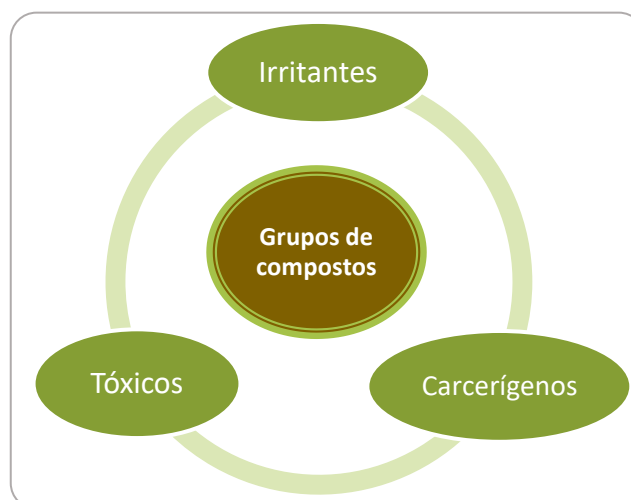 Irritantes
Grupos de
compostos
Tóxicos
Carcerígenos